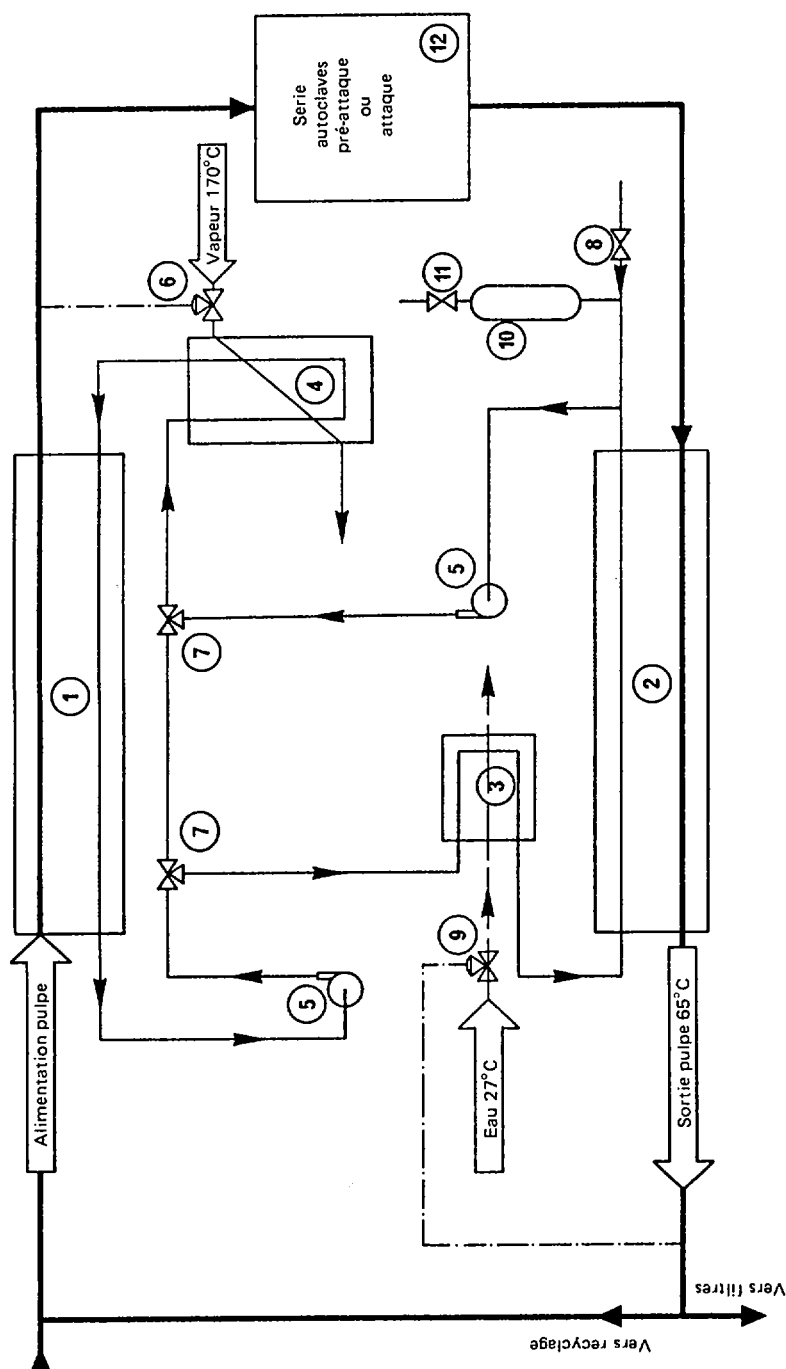 Serie
autoclaves
pré-attaque
ou
attaque
12
Vapeur 170°C
6
11
8
10
4
1
7
5
7
3
2
9
5
Alimentation pulpe
Eau 27°C
Sortie pulpe 65°C
Vers recyclage
Vers filtres